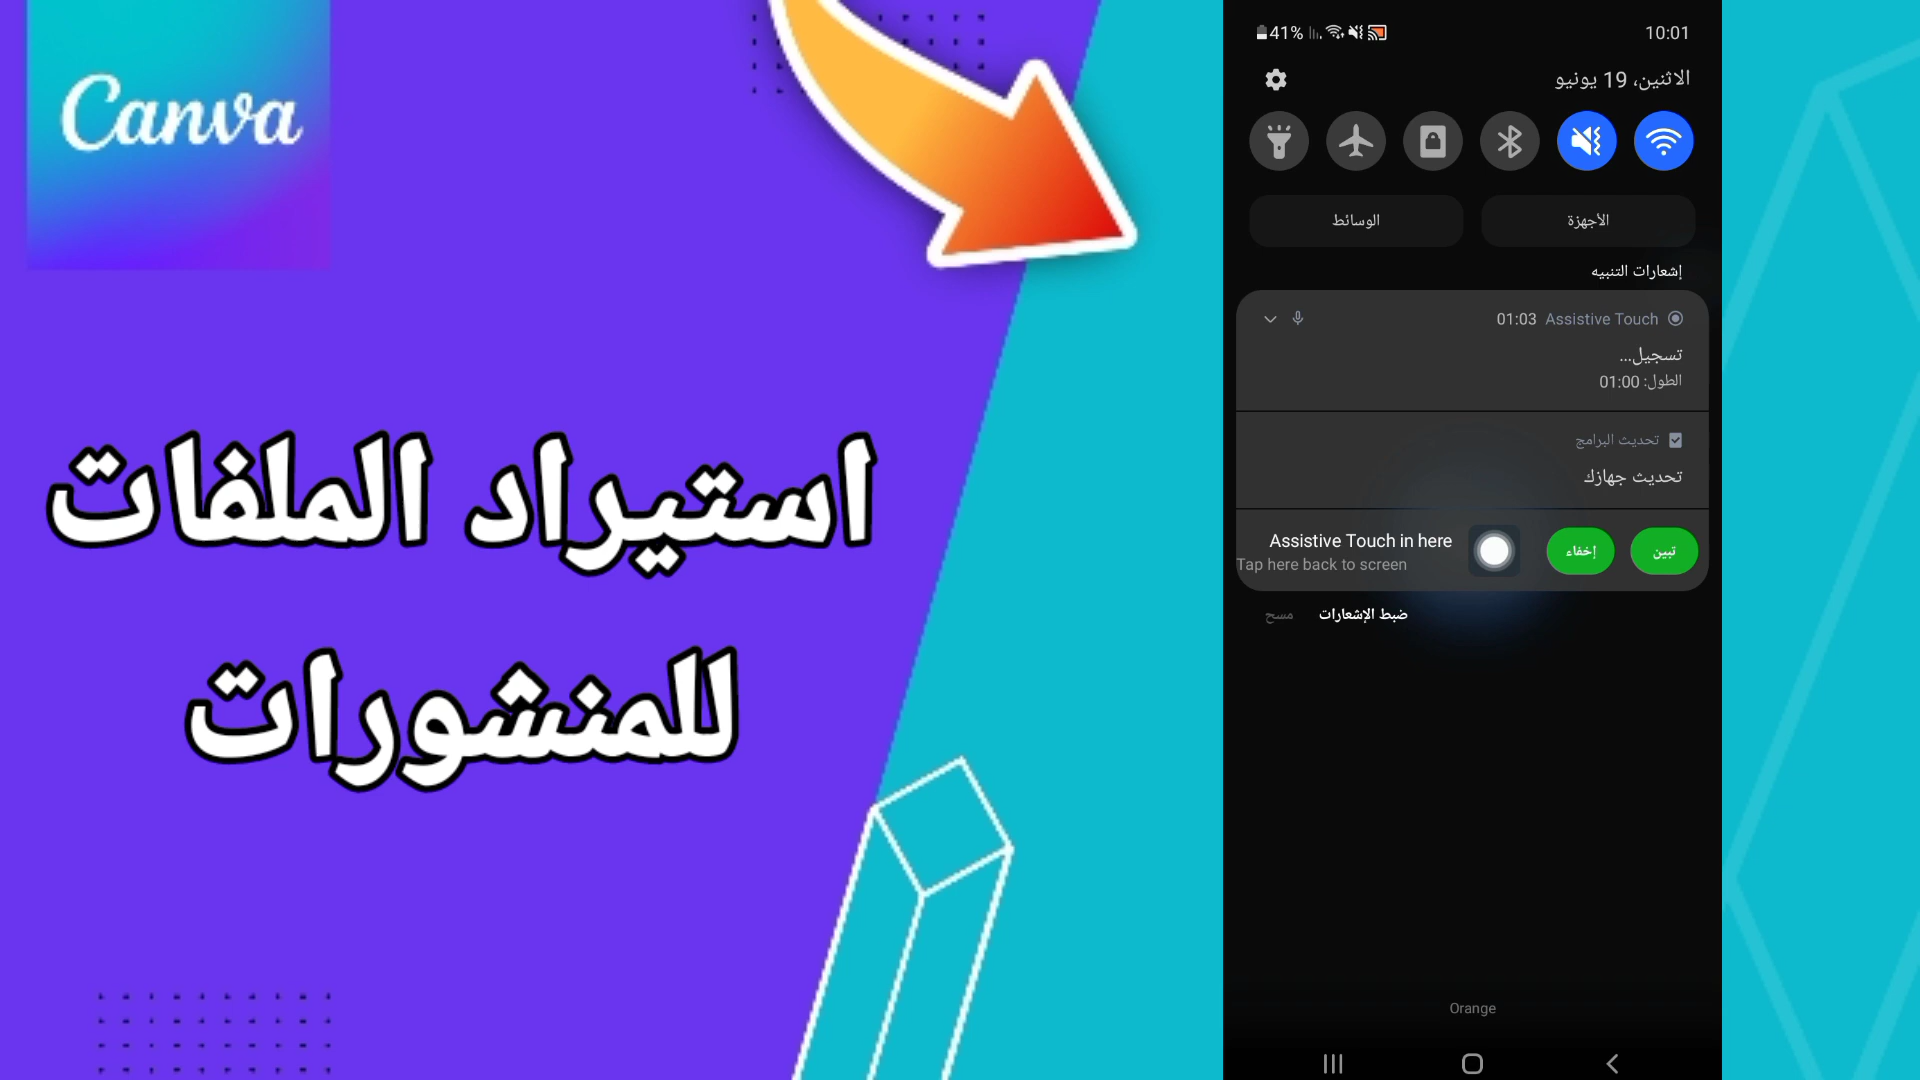 Canva
استيراد الملفات
للمنشورات
41%
10:01
الاثنين، 19 يونيو
الأجهزة
الوسائط
إشعارات التنبيه
Assistive Touch 01:03
تسجيل...
الطول: 01:00
تحديث البرامج
تحديث جهازك
Assistive Touch in here
Tap here back to screen
إخفاء
تبين
ضبط الإشعارات
مسح
Orange